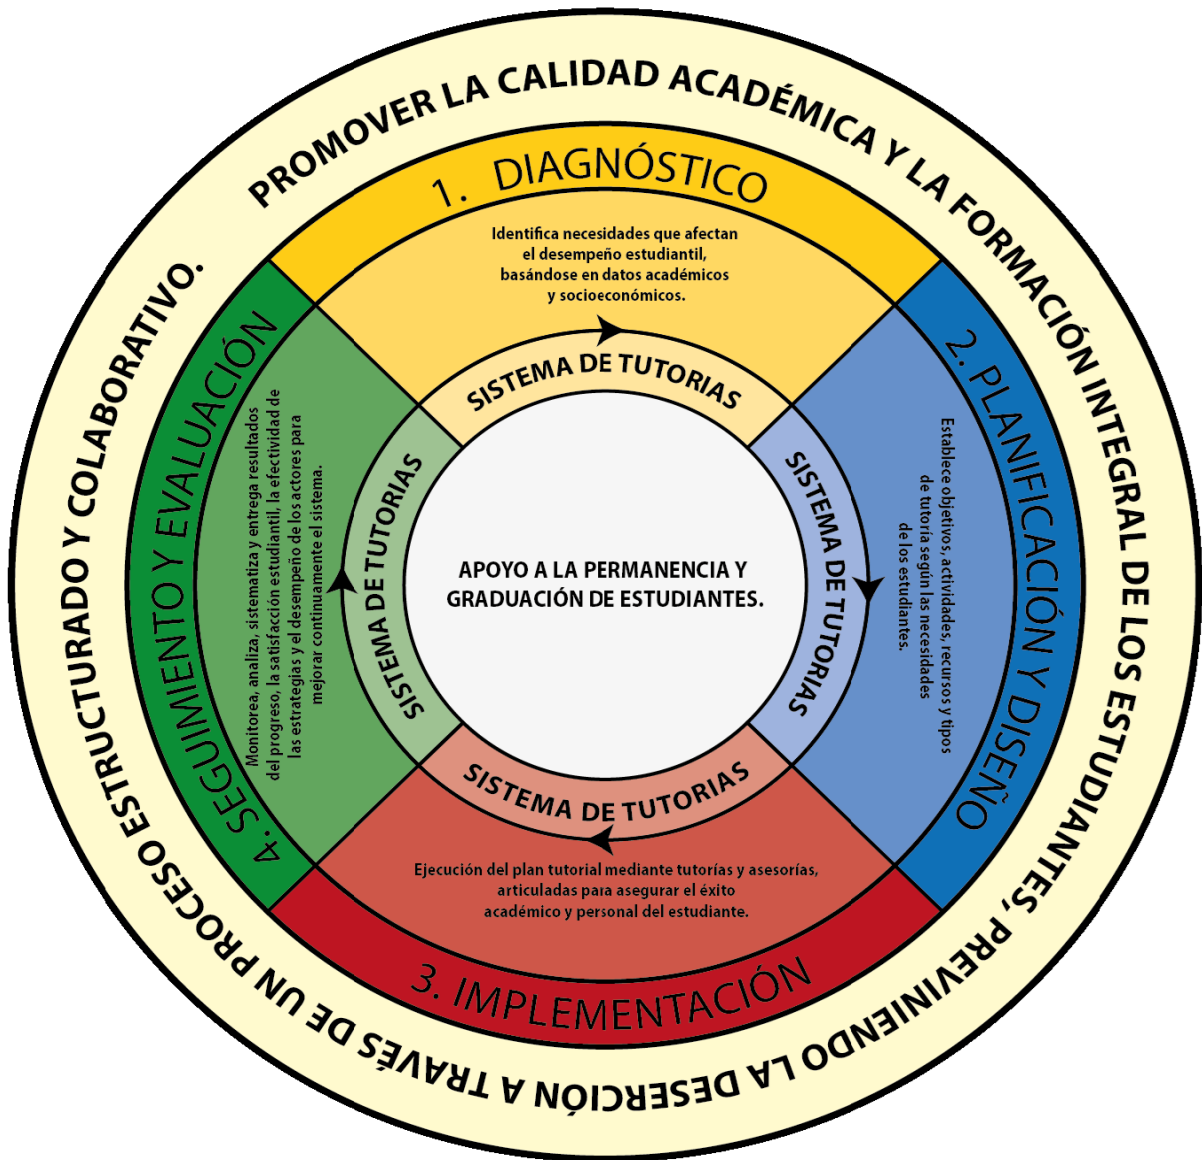 PROMOVER LA CALIDAD ACADÉMICA Y LA FORMACIÓN INTEGRAL DE LOS ESTUDIANTES, PREVINIENDO LA DESERCIÓN A TRAVÉS DE UN PROCESO ESTRUCTURADO Y COLABORATIVO.
1. DIAGNÓSTICO
Identifica necesidades que afectan
el desempeño estudiantil,
basándose en datos académicos
y socioeconómicos.
SISTEMA DE TUTORIAS
2. PLANIFICACIÓN Y DISEÑO
Establece objetivos, actividades, recursos y tipos
de tutoría según las necesidades
de los estudiantes.
SISTEMA DE TUTORIAS
3. IMPLEMENTACIÓN
Ejecución del plan tutorial mediante tutorías y asesorías,
articuladas para asegurar el éxito
académico y personal del estudiante.
SISTEMA DE TUTORIAS
4. SEGUIMIENTO Y EVALUACIÓN
Monitorea, analiza, sistematiza y entrega resultados
del progreso, la satisfacción estudiantil, la efectividad de
las estrategias y el desempeño de los actores para
mejorar continuamente el sistema.
SISTEMA DE TUTORIAS
APOYO A LA PERMANENCIA Y
GRADUACIÓN DE ESTUDIANTES.